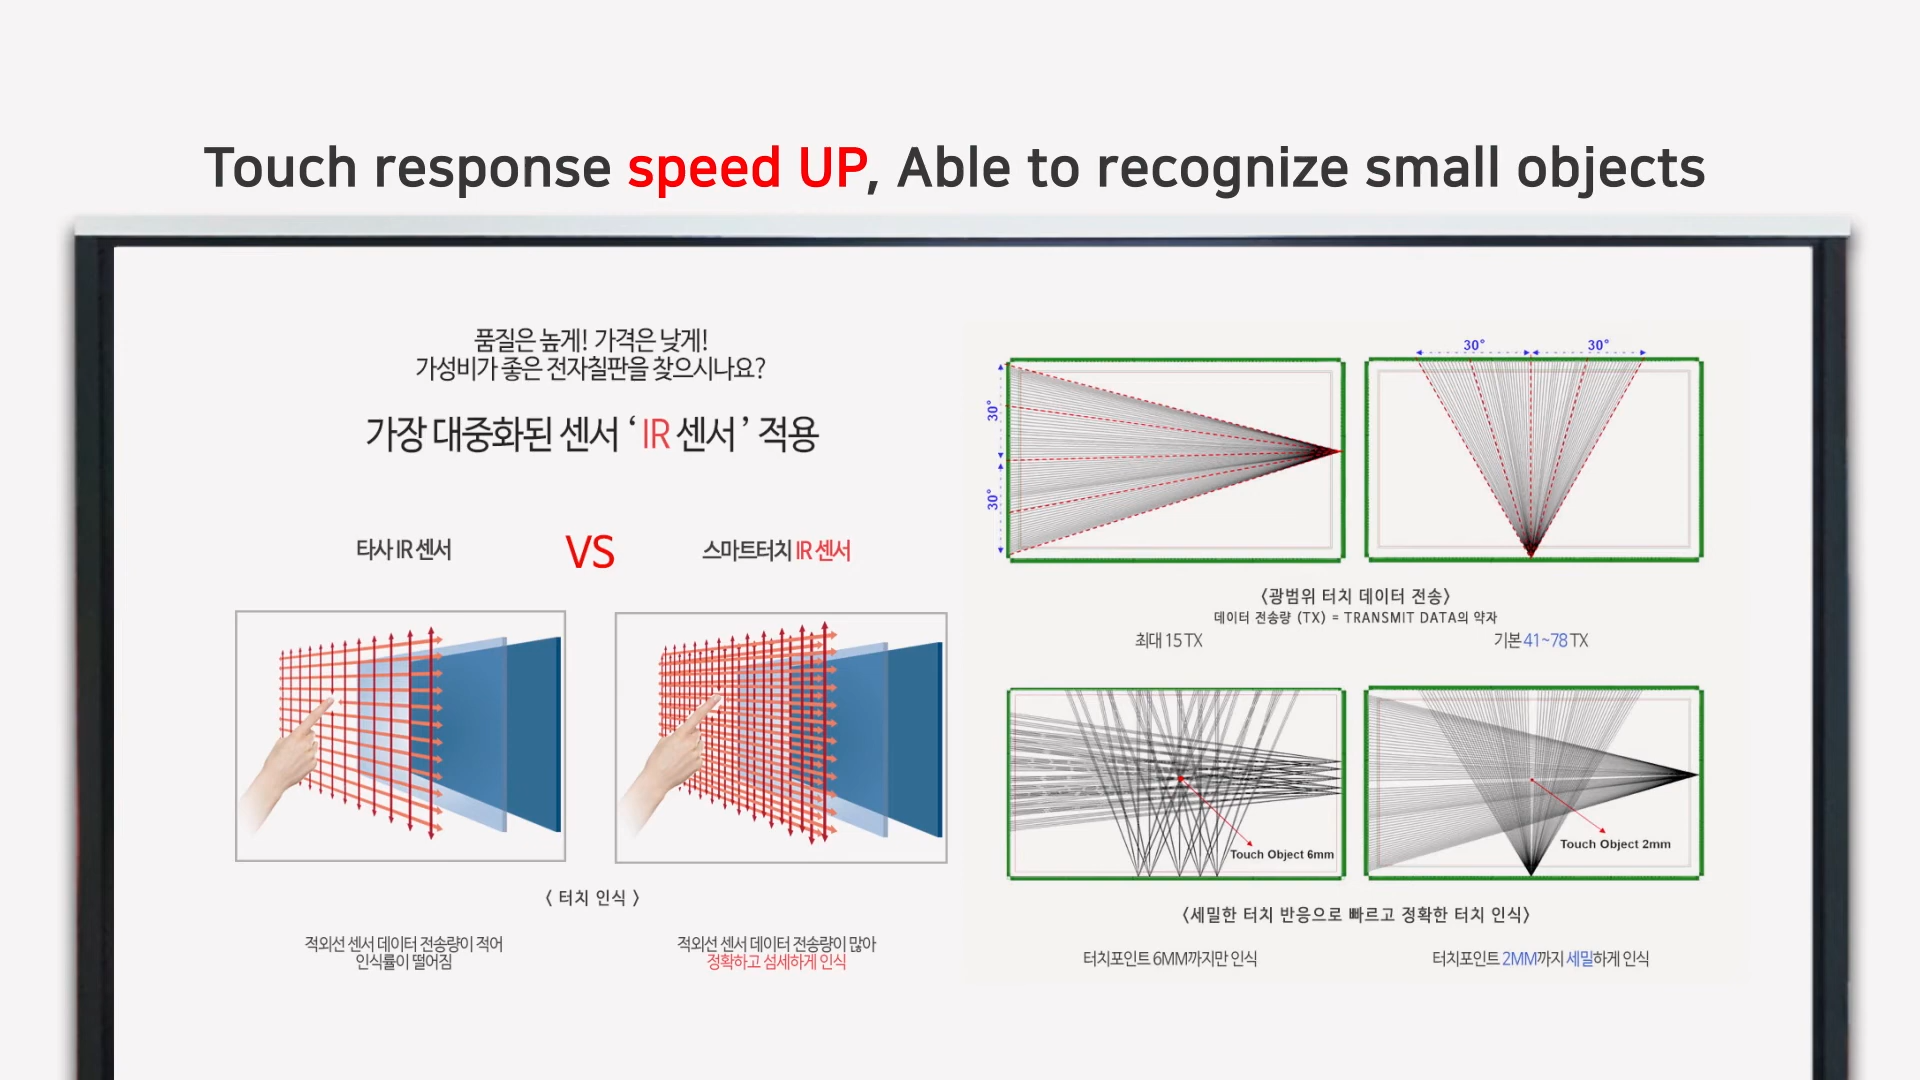 Touch response speed UP, Able to recognize small objects
품질은 높게! 가격은 낮게!
가성비가 좋은 전자칠판을 찾으시나요?
가장 대중화된 센서 ‘ IR 센서 ’ 적용
타사 IR 센서
VS
스마트터치 IR 센서
〈 터치 인식 〉
적외선 센서 데이터 전송량이 적어
인식률이 떨어짐
적외선 센서 데이터 전송량이 많아
정확하고 섬세하게 인식
30°
30°
30°
30°
〈광범위 터치 데이터 전송〉
데이터 전송량 (TX) = TRANSMIT DATA의 약자
최대 15 TX
기본 41~78 TX
Touch Object 6mm
Touch Object 2mm
〈세밀한 터치 반응으로 빠르고 정확한 터치 인식〉
터치포인트 6MM까지만 인식
터치포인트 2MM까지 세밀하게 인식